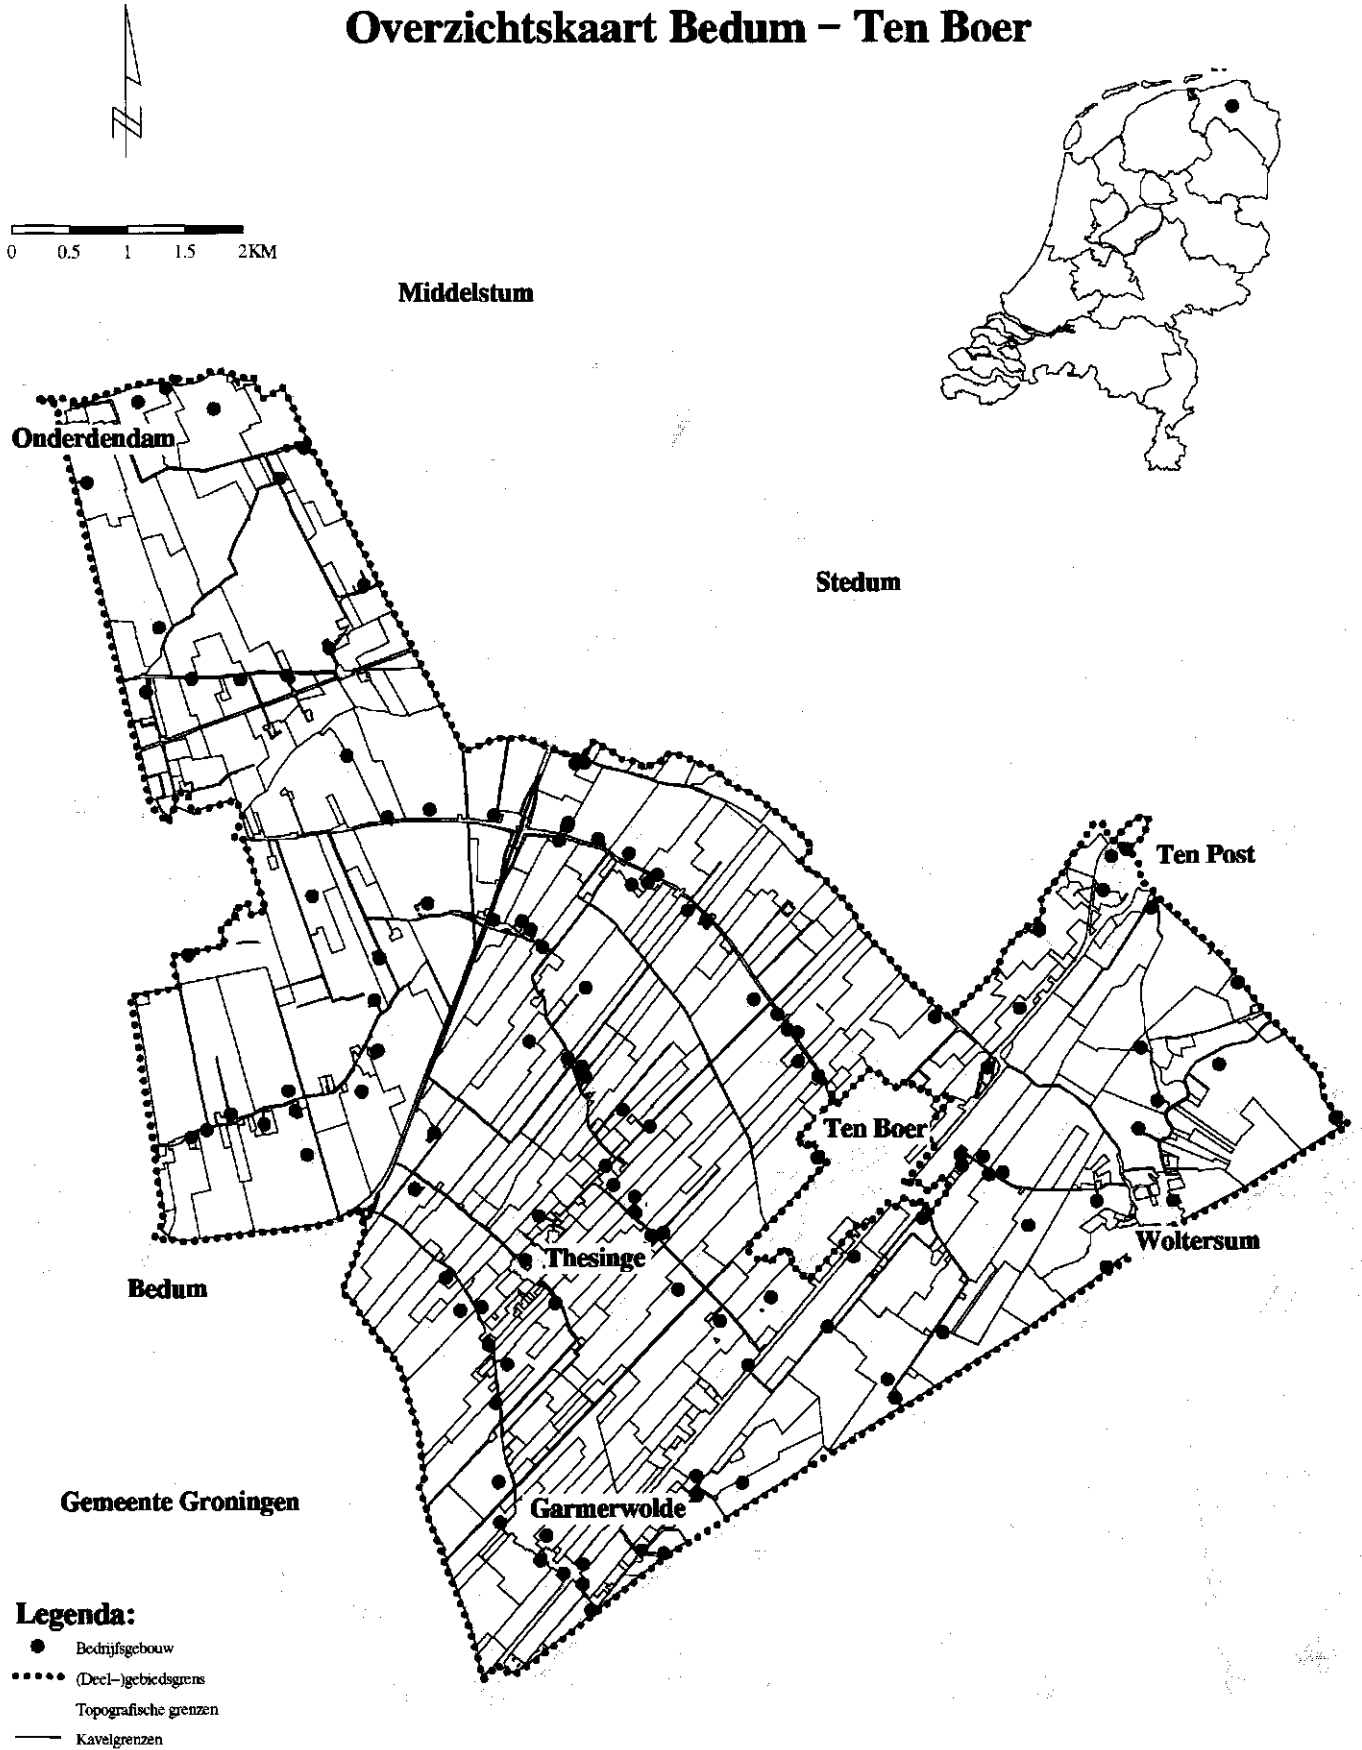 Overzichtskaart Bedum – Ten Boer
N
0 0.5 1 1.5 2KM
Middelstum
Onderdendam
Stedum
Ten Post
Ten Boer
Woltersum
Thesinge
Bedum
Gemeente Groningen
Garmerwolde
Legenda:
Bedrijfsgebouw
(Deel-)gebiedsgrens
Topografische grenzen
Kavelgrenzen